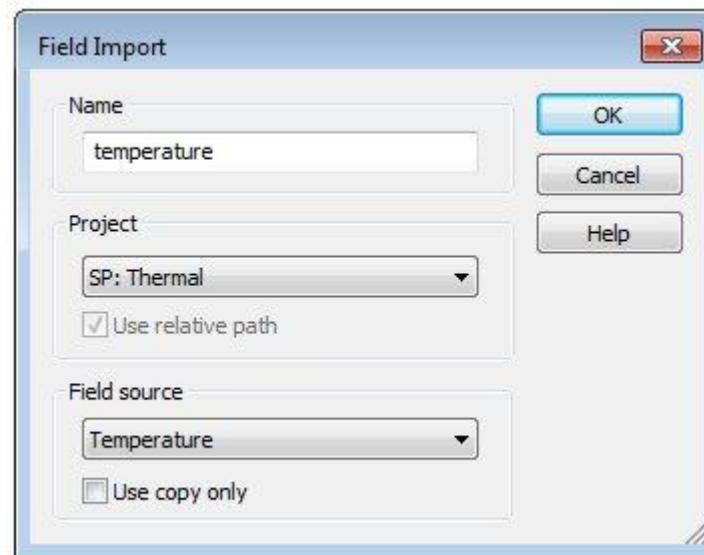 Field Import
Name
temperature
OK
Cancel
Help
Project
SP: Thermal
Use relative path
Field source
Temperature
Use copy only